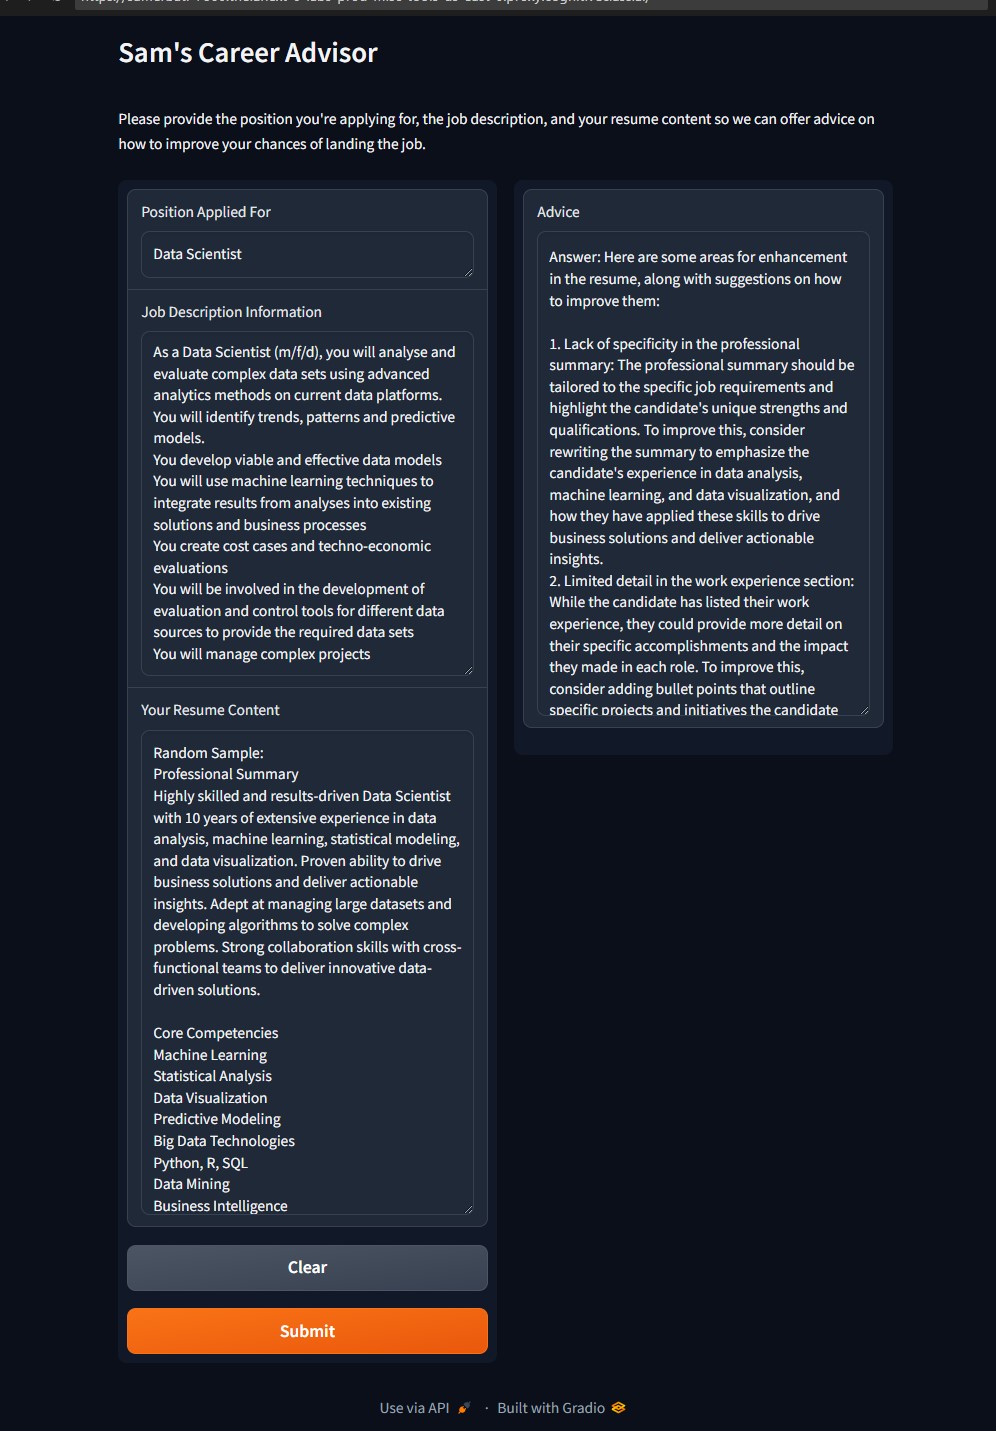 Sam's Career Advisor
Please provide the position you're applying for, the job description, and your resume content so we can offer advice on
how to improve your chances of landing the job.
Position Applied For
Data Scientist
Job Description Information
As a Data Scientist (m/f/d), you will analyse and
evaluate complex data sets using advanced
analytics methods on current data platforms.
You will identify trends, patterns and predictive
models.
You develop viable and effective data models
You will use machine learning techniques to
integrate results from analyses into existing
solutions and business processes
You create cost cases and techno-economic
evaluations
You will be involved in the development of
evaluation and control tools for different data
sources to provide the required data sets
You will manage complex projects
Your Resume Content
Random Sample:
Professional Summary
Highly skilled and results-driven Data Scientist
with 10 years of extensive experience in data
analysis, machine learning, statistical modeling,
and data visualization. Proven ability to drive
business solutions and deliver actionable
insights. Adept at managing large datasets and
developing algorithms to solve complex
problems. Strong collaboration skills with cross-
functional teams to deliver innovative data-
driven solutions.
Core Competencies
Machine Learning
Statistical Analysis
Data Visualization
Predictive Modeling
Big Data Technologies
Python, R, SQL
Data Mining
Business Intelligence
Clear
Submit
Advice
Answer: Here are some areas for enhancement
in the resume, along with suggestions on how
to improve them:
1. Lack of specificity in the professional
summary: The professional summary should be
tailored to the specific job requirements and
highlight the candidate's unique strengths and
qualifications. To improve this, consider
rewriting the summary to emphasize the
candidate's experience in data analysis,
machine learning, and data visualization, and
how they have applied these skills to drive
business solutions and deliver actionable
insights.
2. Limited detail in the work experience section:
While the candidate has listed their work
experience, they could provide more detail on
their specific accomplishments and the impact
they made in each role. To improve this,
consider adding bullet points that outline
specific projects and initiatives the candidate
Use via API · Built with Gradio